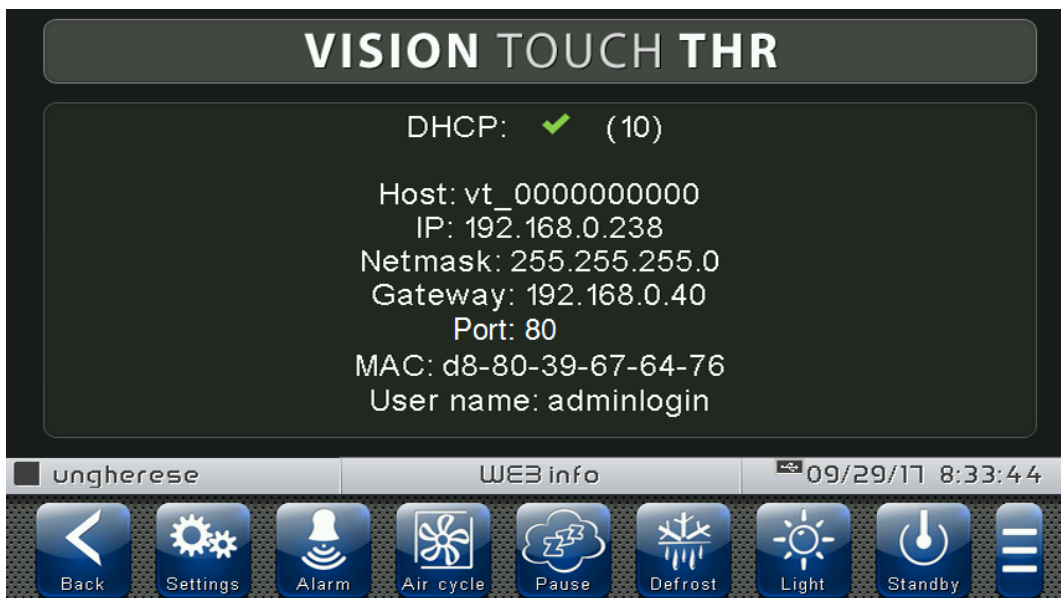 VISION TOUCH THR
DHCP: ✔ (10)
Host: vt_0000000000
IP: 192.168.0.238
Netmask: 255.255.255.0
Gateway: 192.168.0.40
Port: 80
MAC: d8-80-39-67-64-76
User name: adminlogin
ungherese WEB info 09/29/17 8:33:44
Back Settings Alarm Air cycle Pause Defrost Light Standby